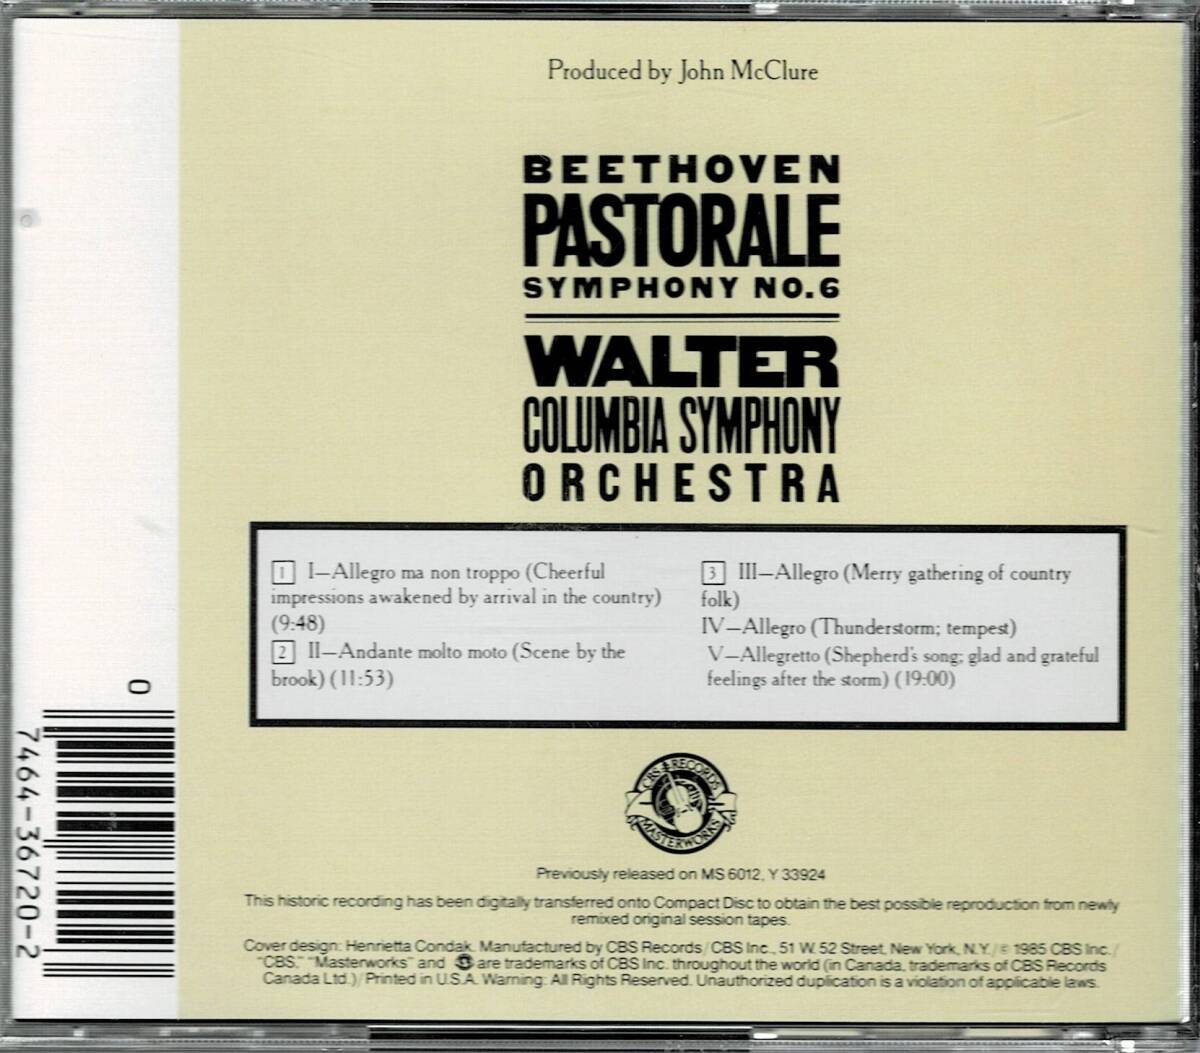 Produced by John McClure
BEETHOVEN
PASTORALE
SYMPHONY NO.6
WALTER
COLUMBIA SYMPHONY
ORCHESTRA
1 I—Allegro ma non troppo (Cheerful
impressions awakened by arrival in the country)
(9:48)
2 II—Andante molto moto (Scene by the
brook) (11:53)
3 III—Allegro (Merry gathering of country
folk)
IV—Allegro (Thunderstorm; tempest)
V—Allegretto (Shepherd's song; glad and grateful
feelings after the storm) (19:00)
CBS RECORDS
MASTERWORKS
Previously released on MS 6012, Y 33924
This historic recording has been digitally transferred onto Compact Disc to obtain the best possible reproduction from newly
remixed original session tapes.
Cover design: Henrietta Condak. Manufactured by CBS Records/CBS Inc., 51 W. 52 Street, New York, N.Y./℗ 1985 CBS Inc./
"CBS," "Masterworks" and are trademarks of CBS Inc. throughout the world (in Canada, trademarks of CBS Records
Canada Ltd.)/Printed in U.S.A. Warning: All Rights Reserved. Unauthorized duplication is a violation of applicable laws.
0
7464-36720-2